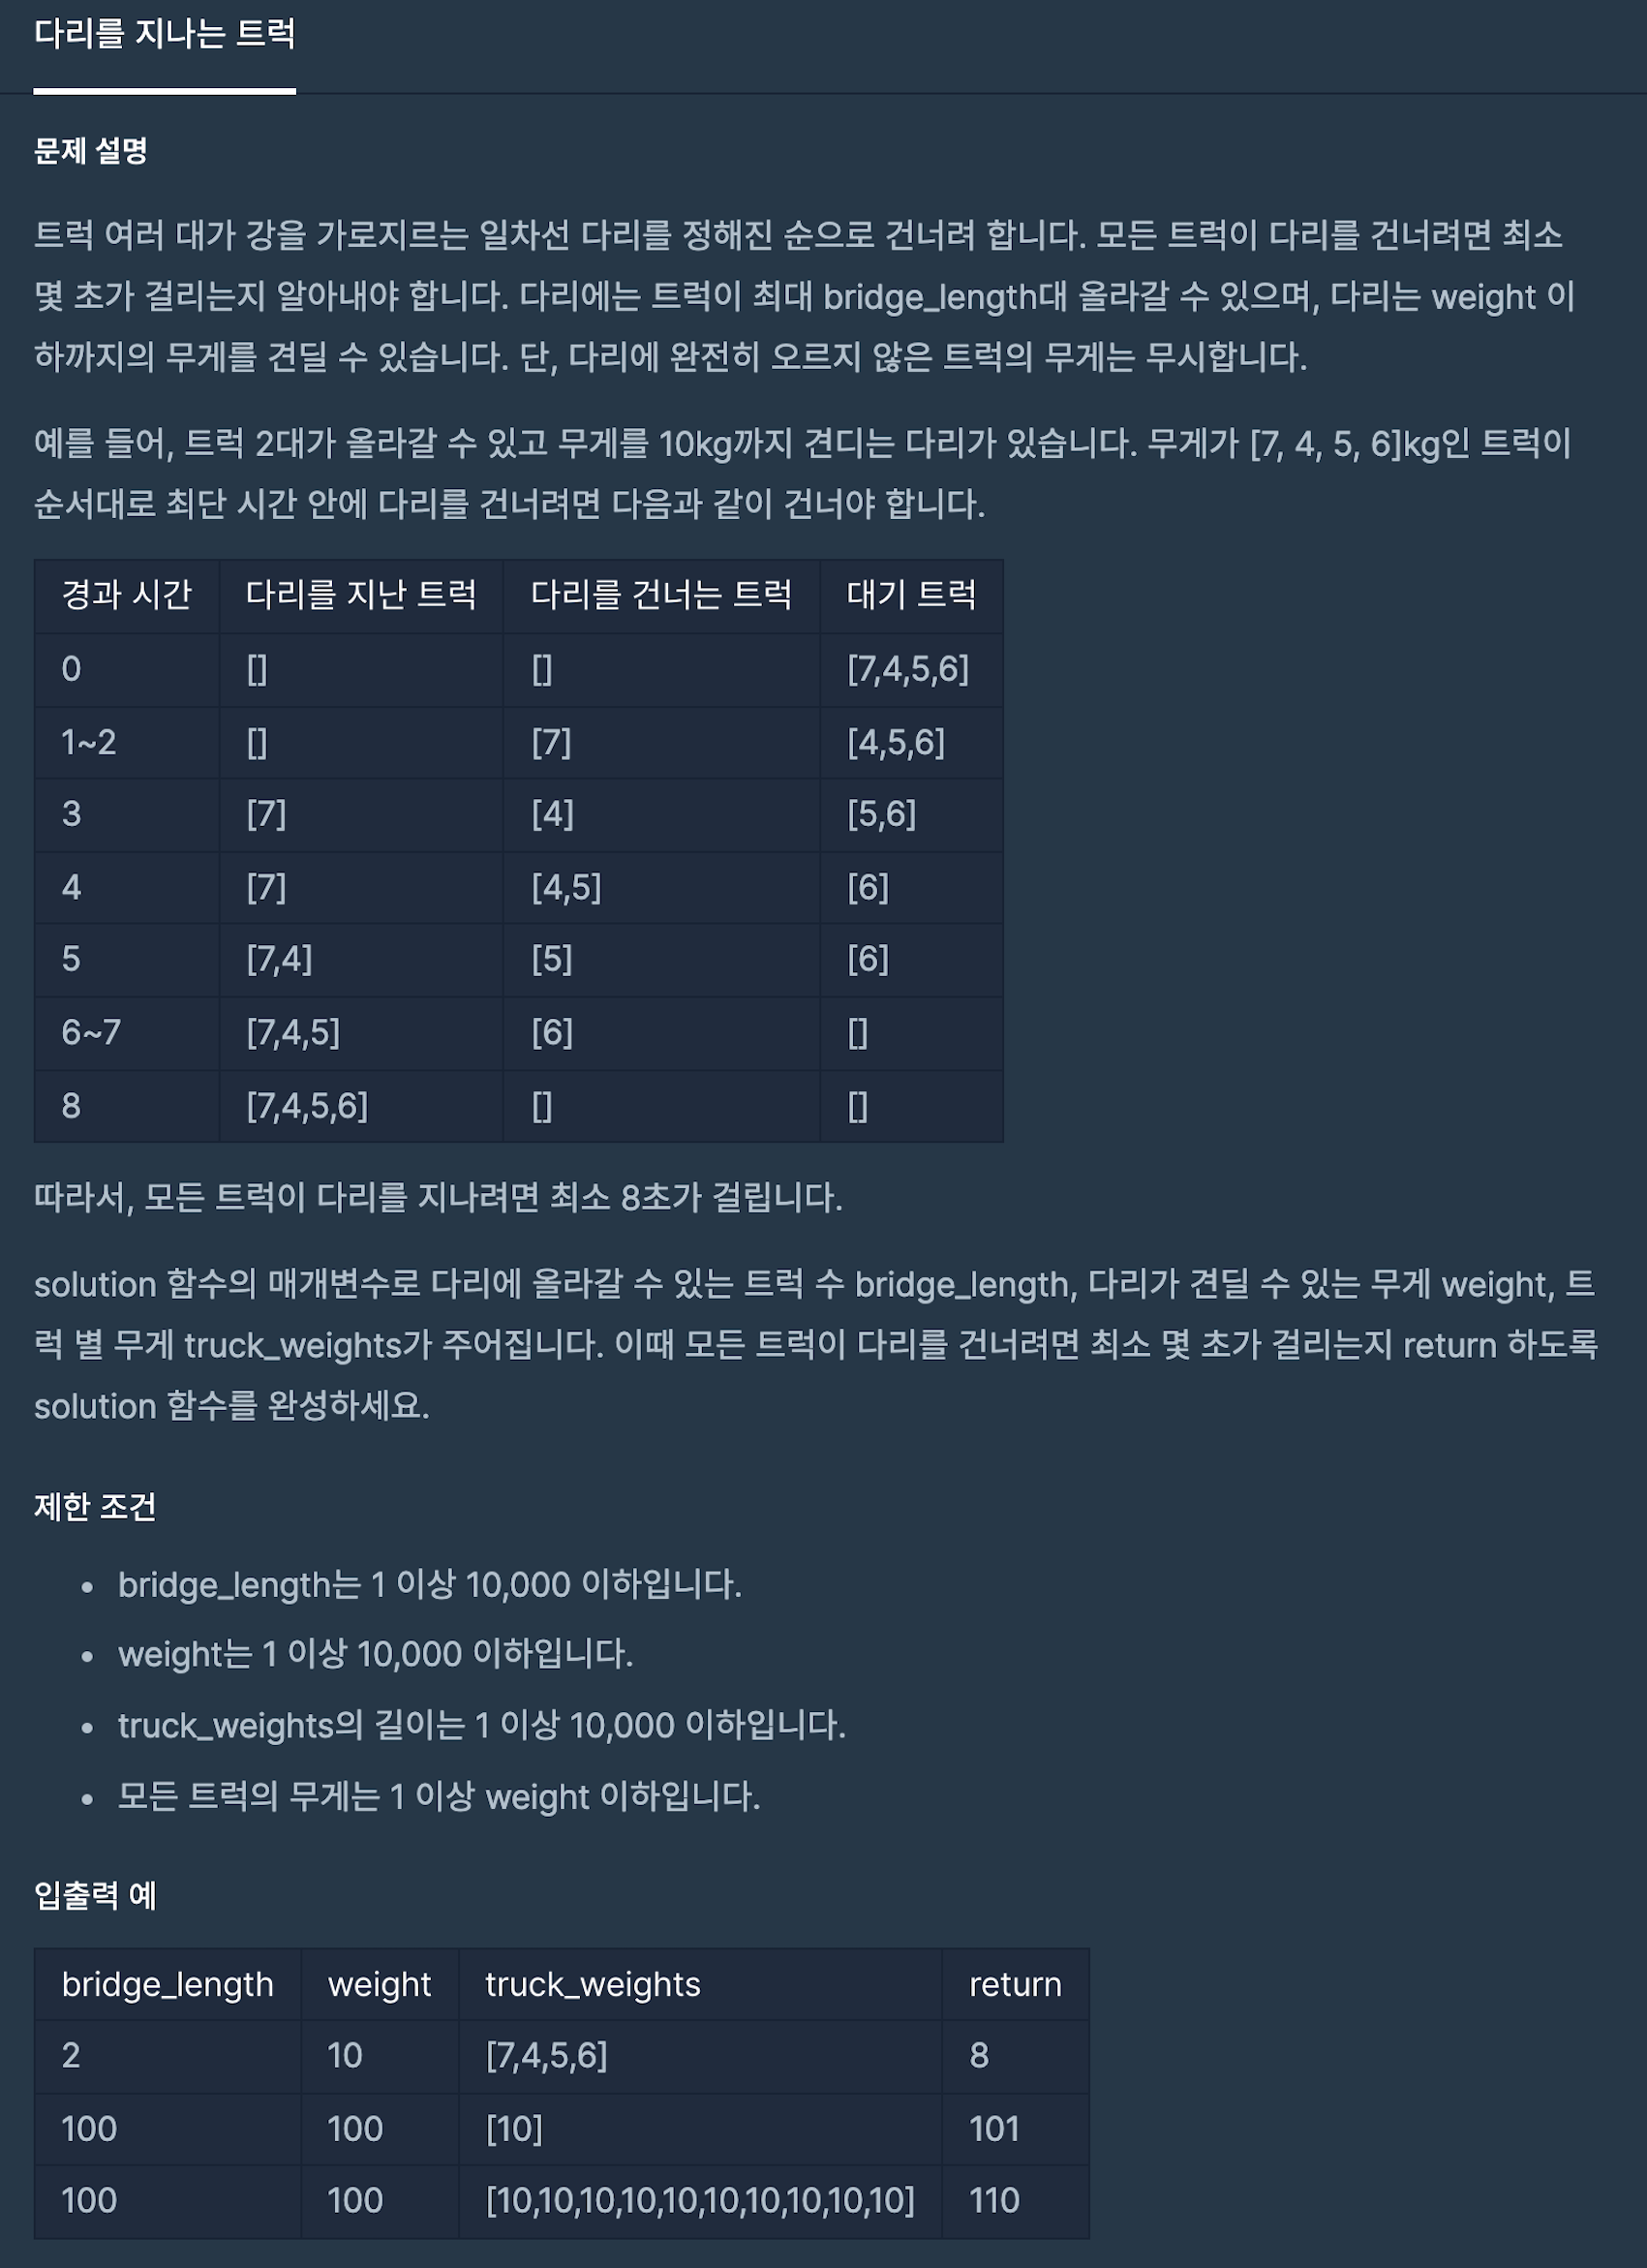 다리를 지나는 트럭
문제 설명
트럭 여러 대가 강을 가로지르는 일차선 다리를 정해진 순으로 건너려 합니다. 모든 트럭이 다리를 건너려면 최소
몇 초가 걸리는지 알아내야 합니다. 다리에는 트럭이 최대 bridge_length대 올라갈 수 있으며, 다리는 weight 이
하까지의 무게를 견딜 수 있습니다. 단, 다리에 완전히 오르지 않은 트럭의 무게는 무시합니다.
예를 들어, 트럭 2대가 올라갈 수 있고 무게를 10kg까지 견디는 다리가 있습니다. 무게가 [7, 4, 5, 6]kg인 트럭이
순서대로 최단 시간 안에 다리를 건너려면 다음과 같이 건너야 합니다.
경과 시간 다리를 지난 트럭 다리를 건너는 트럭 대기 트럭
0 [] [] [7,4,5,6]
1~2 [] [7] [4,5,6]
3 [7] [4] [5,6]
4 [7] [4,5] [6]
5 [7,4] [5] [6]
6~7 [7,4,5] [6] []
8 [7,4,5,6] [] []
따라서, 모든 트럭이 다리를 지나려면 최소 8초가 걸립니다.
solution 함수의 매개변수로 다리에 올라갈 수 있는 트럭 수 bridge_length, 다리가 견딜 수 있는 무게 weight, 트
럭 별 무게 truck_weights가 주어집니다. 이때 모든 트럭이 다리를 건너려면 최소 몇 초가 걸리는지 return 하도록
solution 함수를 완성하세요.
제한 조건
• bridge_length는 1 이상 10,000 이하입니다.
• weight는 1 이상 10,000 이하입니다.
• truck_weights의 길이는 1 이상 10,000 이하입니다.
• 모든 트럭의 무게는 1 이상 weight 이하입니다.
입출력 예
bridge_length weight truck_weights return
2 10 [7,4,5,6] 8
100 100 [10] 101
100 100 [10,10,10,10,10,10,10,10,10,10] 110